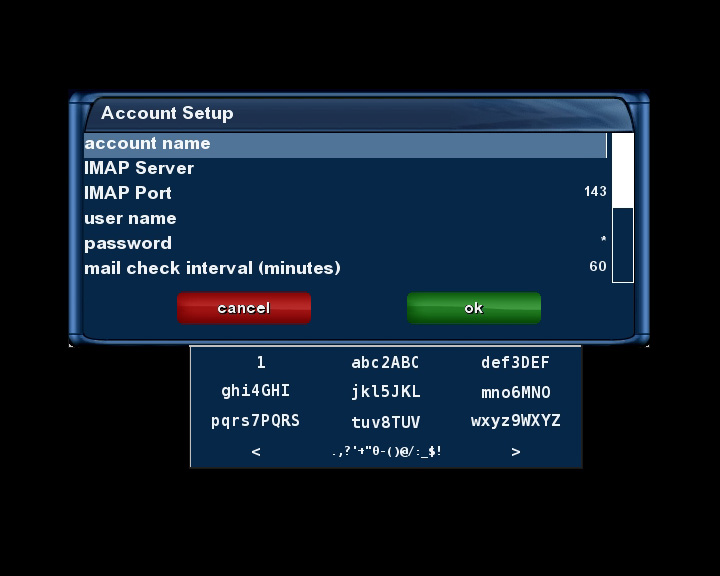 Account Setup
account name
IMAP Server
IMAP Port 143
user name
password *
mail check interval (minutes) 60
cancel ok
1 abc2ABC def3DEF
ghi4GHI jkl5JKL mno6MNO
pqrs7PQRS tuv8TUV wxyz9WXYZ
< .,?'+"0-()@/:_$! >